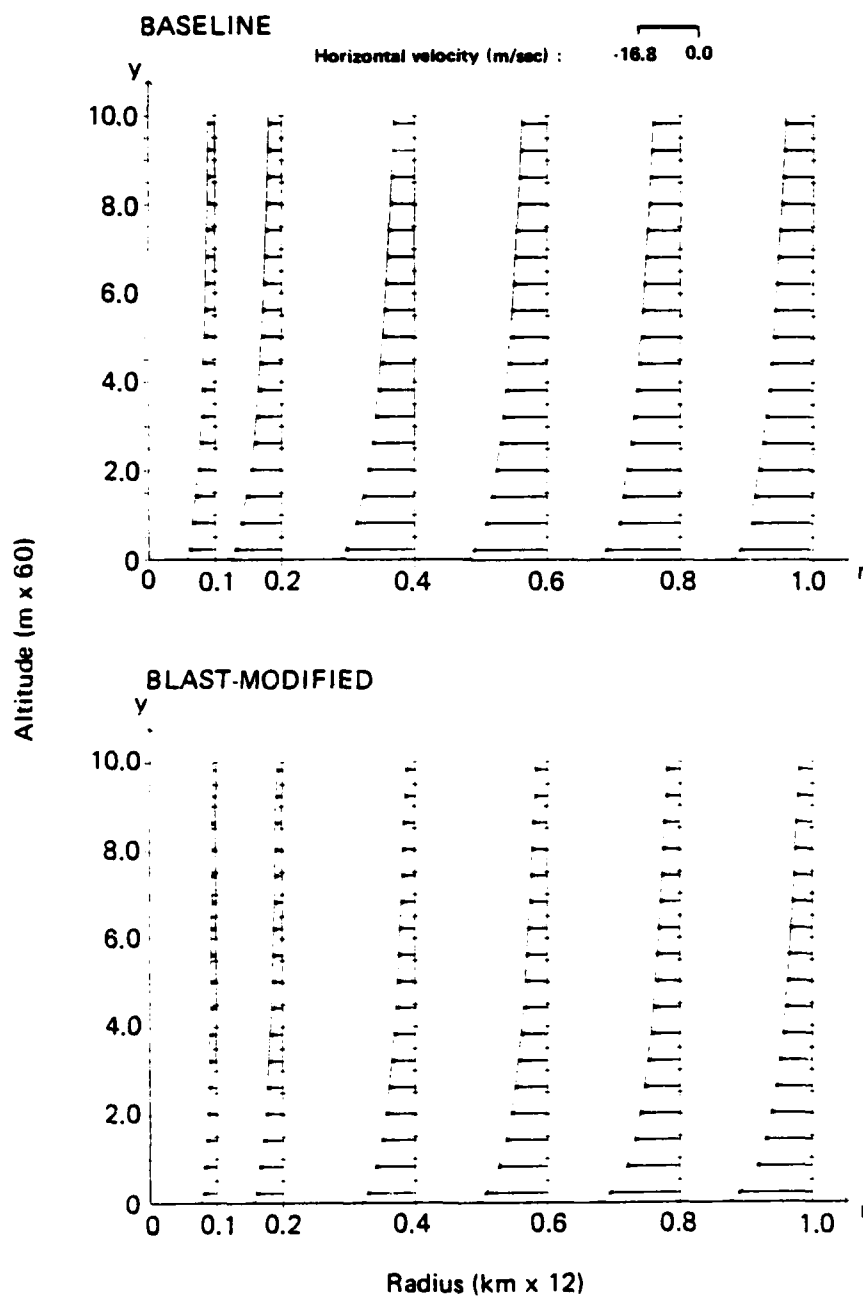 BASELINE
Horizontal velocity (m/sec) : -16.8 0.0
y
10.0
8.0
6.0
4.0
2.0
0
0 0.1 0.2 0.4 0.6 0.8 1.0 r
Altitude (m x 60)
BLAST-MODIFIED
y
10.0
8.0
6.0
4.0
2.0
0
0 0.1 0.2 0.4 0.6 0.8 1.0
Radius (km x 12)